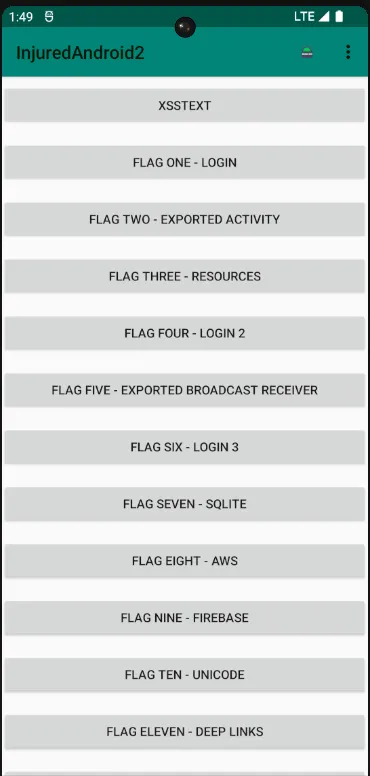 1:49
LTE
InjuredAndroid2
XSSTEXT
FLAG ONE - LOGIN
FLAG TWO - EXPORTED ACTIVITY
FLAG THREE - RESOURCES
FLAG FOUR - LOGIN 2
FLAG FIVE - EXPORTED BROADCAST RECEIVER
FLAG SIX - LOGIN 3
FLAG SEVEN - SQLITE
FLAG EIGHT - AWS
FLAG NINE - FIREBASE
FLAG TEN - UNICODE
FLAG ELEVEN - DEEP LINKS